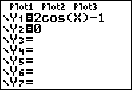 Plot1 Plot2 Plot3
\Y1=2cos(X)-1
\Y2=0
\Y3=
\Y4=
\Y5=
\Y6=
\Y7=